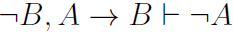 ¬B, A → B ⊢ ¬A